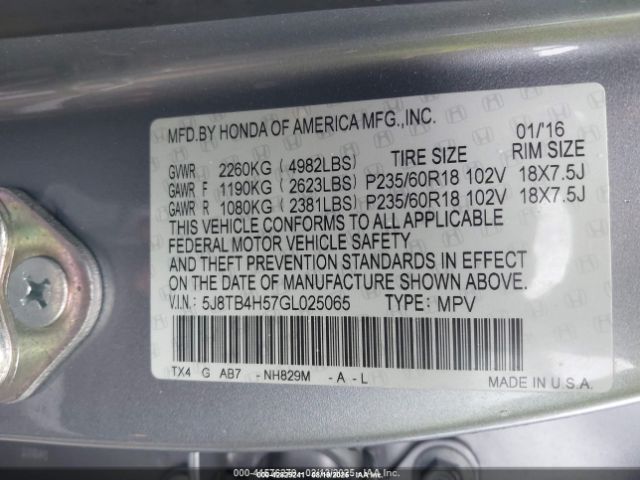 MFD.BY HONDA OF AMERICA MFG.,INC. 01/'16
GVWR 2260KG ( 4982LBS) TIRE SIZE RIM SIZE
GAWR F 1190KG ( 2623LBS) P235/60R18 102V 18X7.5J
GAWR R 1080KG ( 2381LBS) P235/60R18 102V 18X7.5J
THIS VEHICLE CONFORMS TO ALL APPLICABLE
FEDERAL MOTOR VEHICLE SAFETY
AND THEFT PREVENTION STANDARDS IN EFFECT
ON THE DATE OF MANUFACTURE SHOWN ABOVE.
V.I.N.: 5J8TB4H57GL025065 TYPE: MPV
TX4 G AB7 - NH829M - A - L
MADE IN U.S.A.